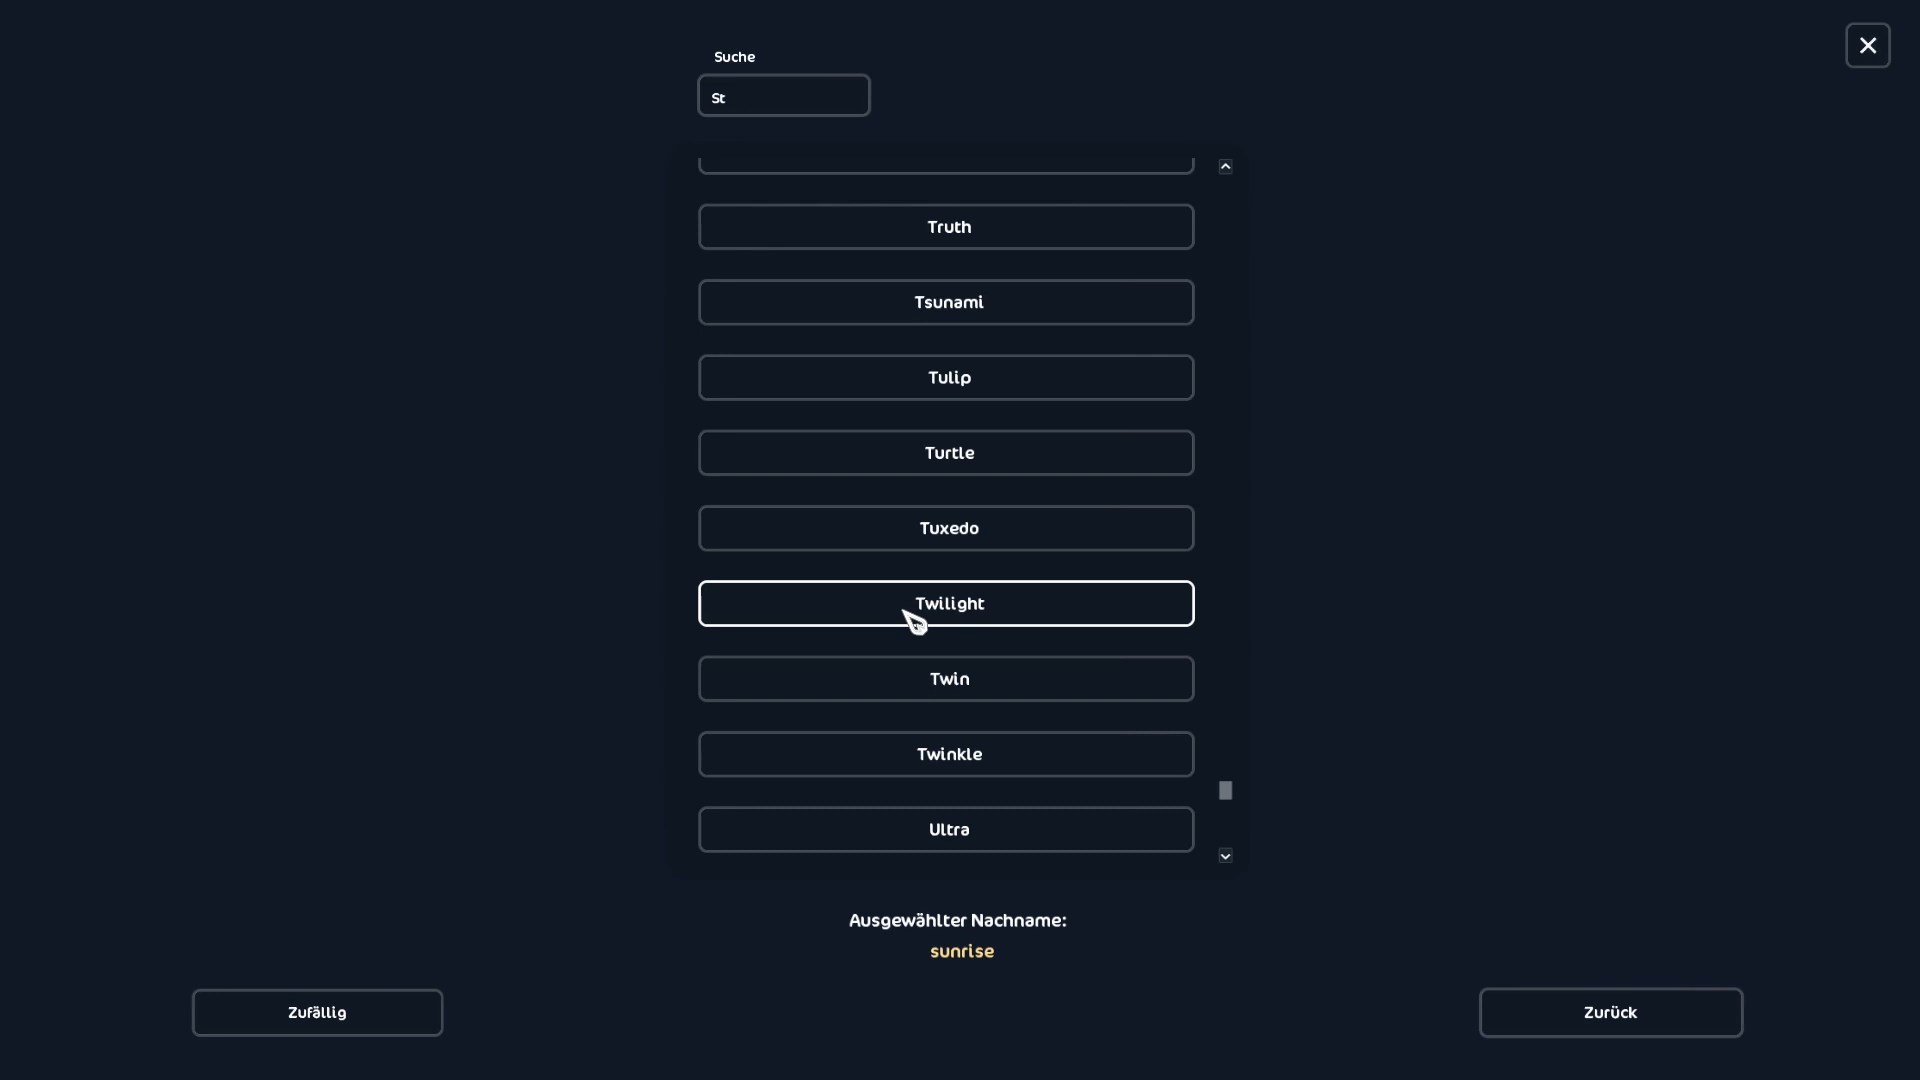 Suche
St
Truth
Tsunami
Tulip
Turtle
Tuxedo
Twilight
Twin
Twinkle
Ultra
Ausgewählter Nachname:
sunrise
Zufällig
Zurück